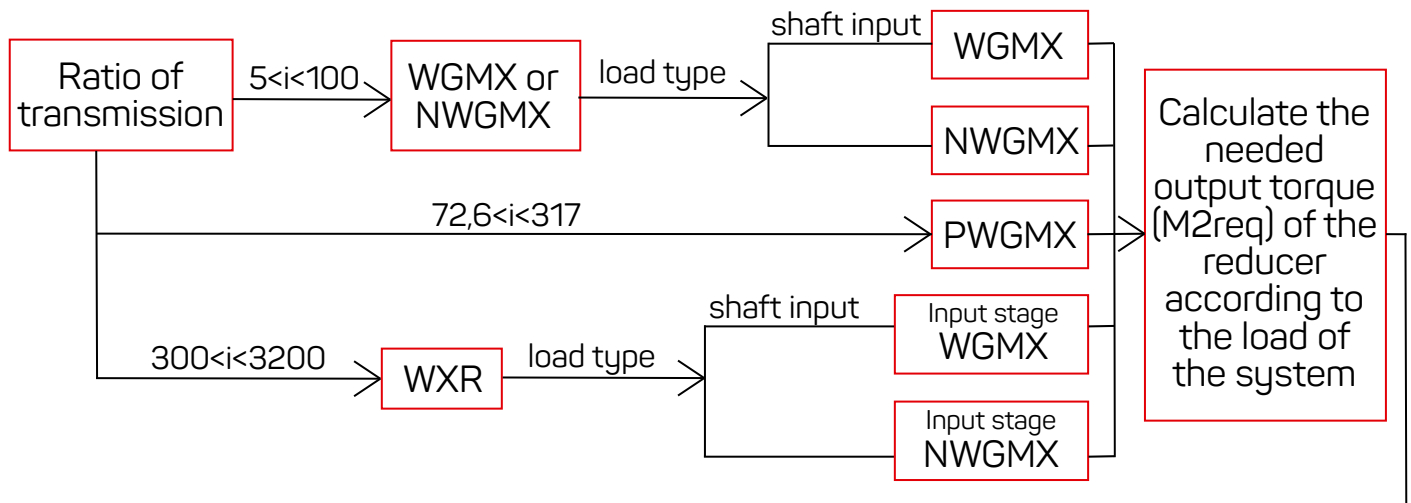 Ratio of
transmission
5<i<100
WGMX or
NWGMX
load type
shaft input
WGMX
NWGMX
72,6<i<317
PWGMX
300<i<3200
WXR
load type
shaft input
Input stage
WGMX
Input stage
NWGMX
Calculate the
needed
output torque
(M2req) of the
reducer
according to
the load of
the system